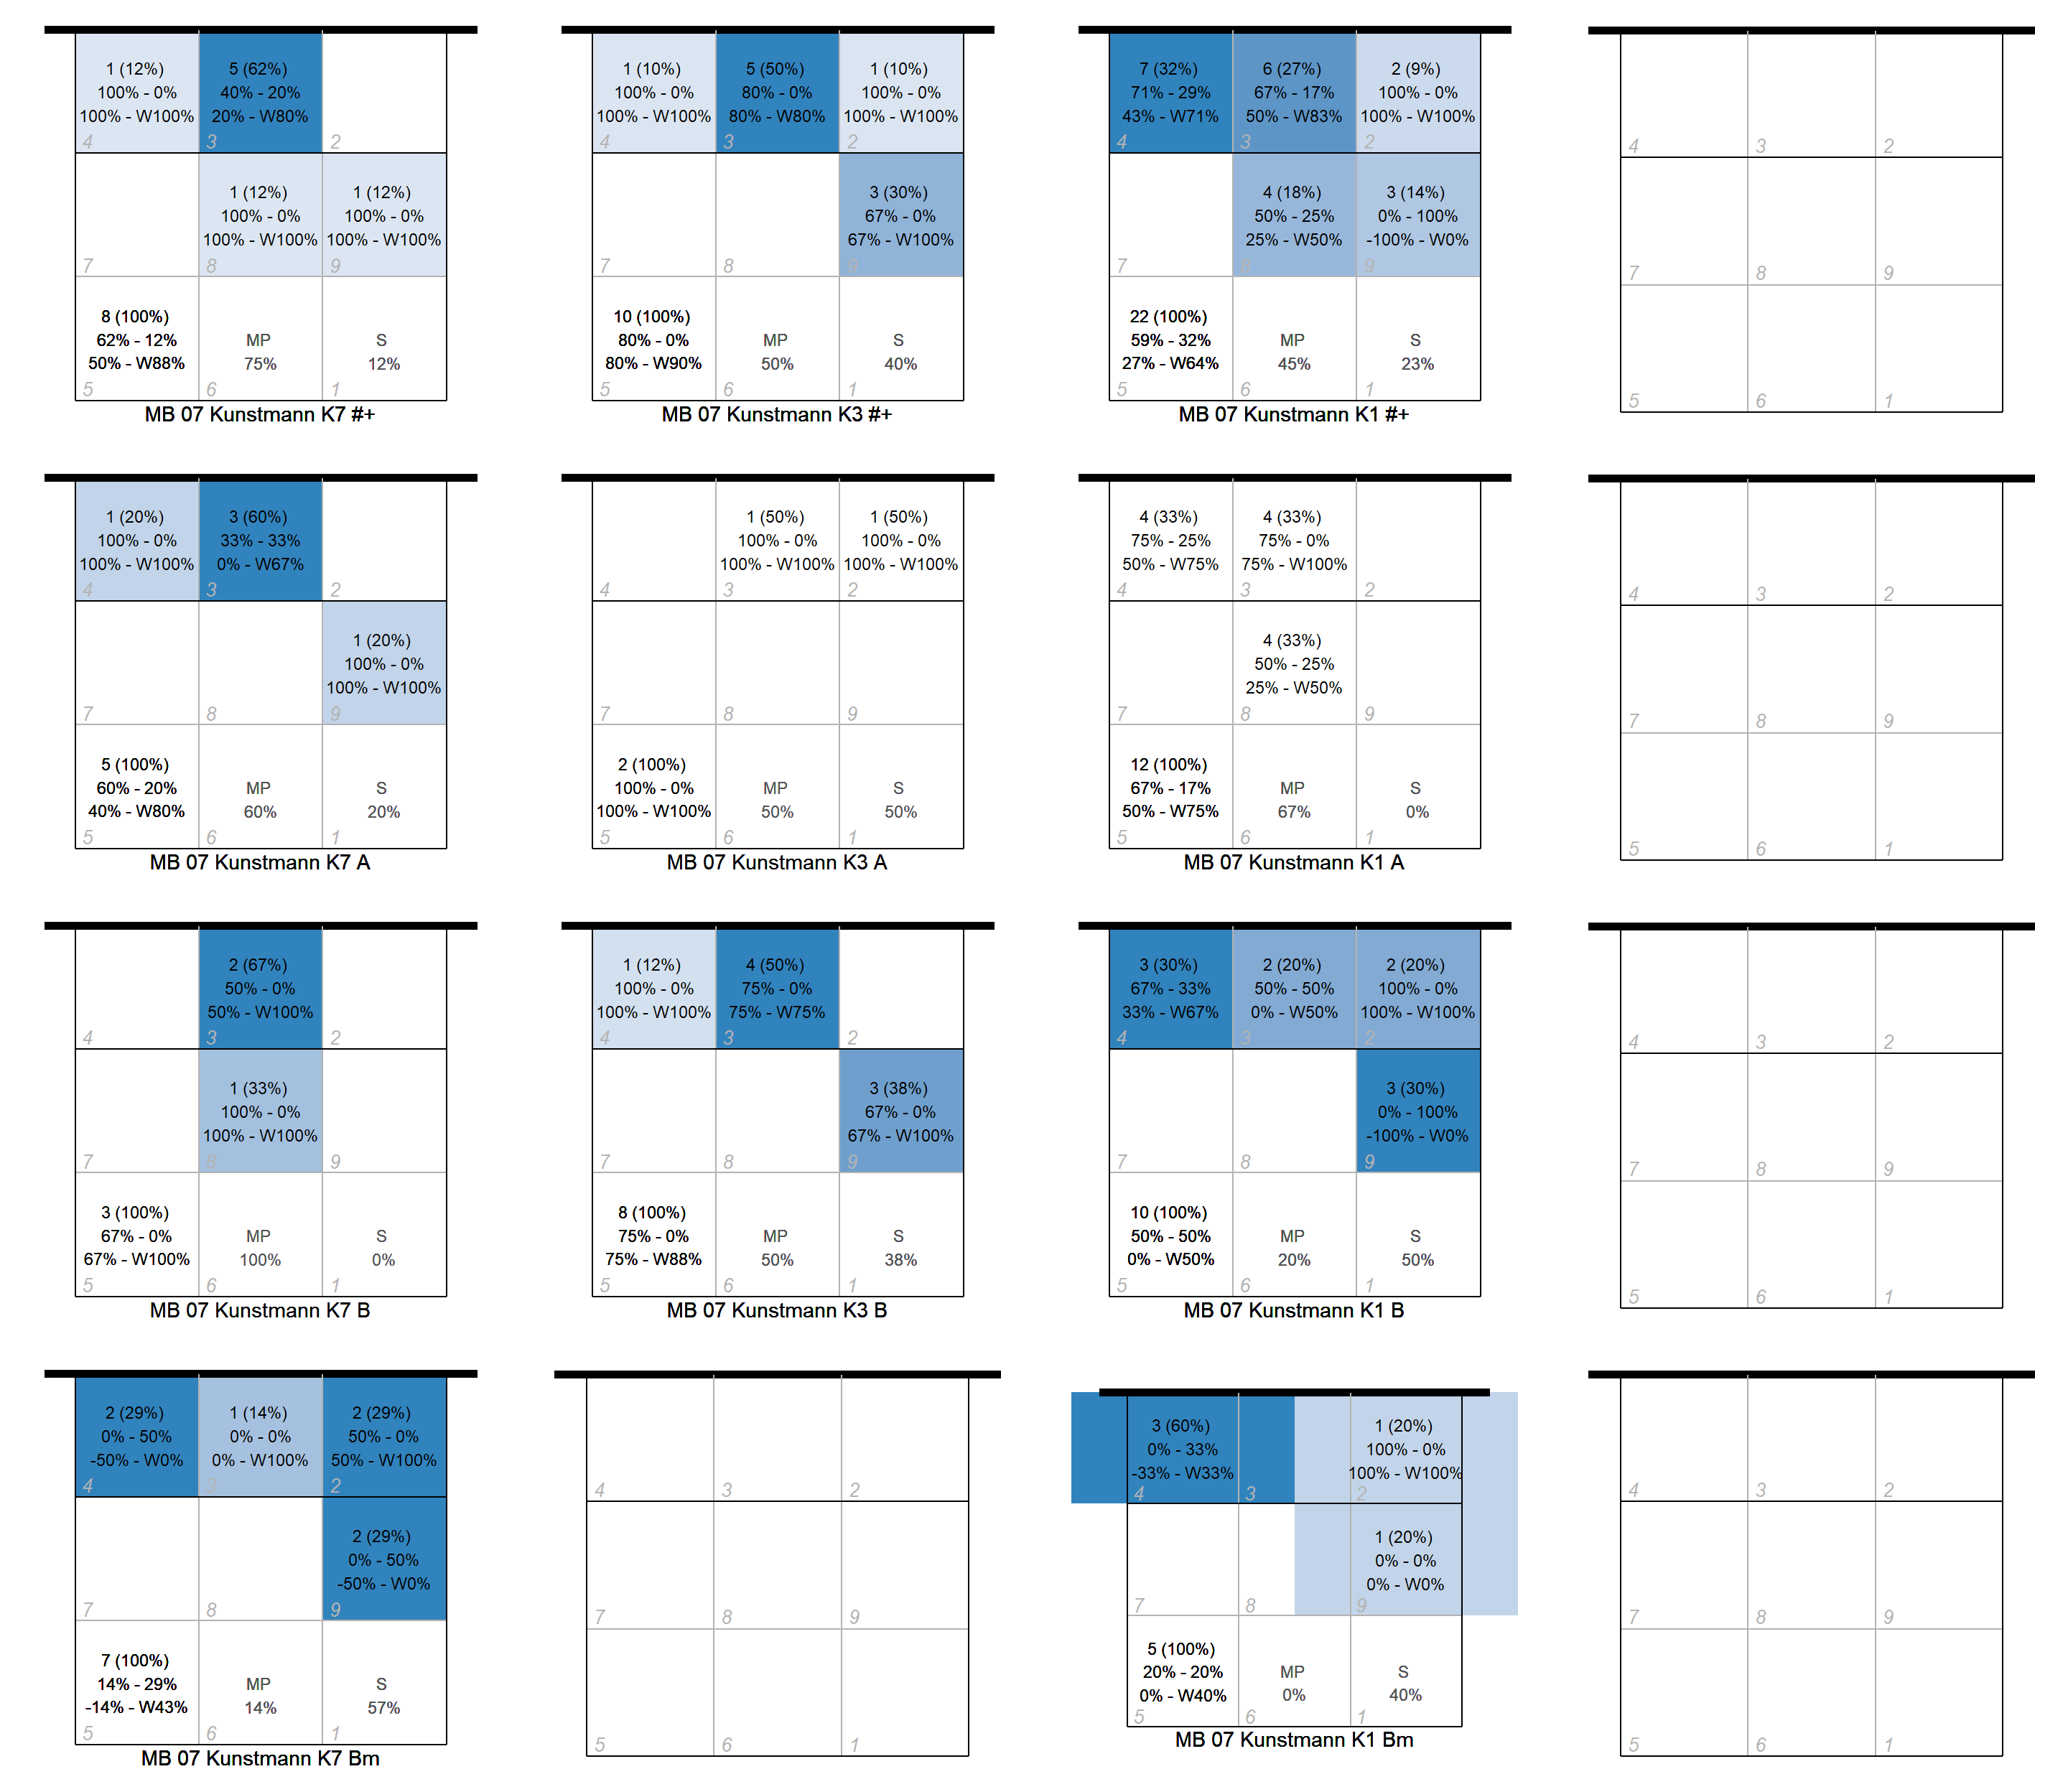 1 (12%) 5 (62%)
100% - 0% 40% - 20%
100% - W100% 20% - W80%
4 3 2
1 (12%) 1 (12%)
100% - 0% 100% - 0%
100% - W100% 100% - W100%
7 8 9
8 (100%)
62% - 12% MP S
50% - W88% 75% 12%
5 6 1
MB 07 Kunstmann K7 #+
1 (10%) 5 (50%) 1 (10%)
100% - 0% 80% - 0% 100% - 0%
100% - W100% 80% - W80% 100% - W100%
4 3 2
3 (30%)
67% - 0%
67% - W100%
7 8 9
10 (100%)
80% - 0% MP S
80% - W90% 50% 40%
5 6 1
MB 07 Kunstmann K3 #+
7 (32%) 6 (27%) 2 (9%)
71% - 29% 67% - 17% 100% - 0%
43% - W71% 50% - W83% 100% - W100%
4 3 2
4 (18%) 3 (14%)
50% - 25% 0% - 100%
25% - W50% -100% - W0%
7 8 9
22 (100%)
59% - 32% MP S
27% - W64% 45% 23%
5 6 1
MB 07 Kunstmann K1 #+
4 3 2
7 8 9
5 6 1
1 (20%) 3 (60%)
100% - 0% 33% - 33%
100% - W100% 0% - W67%
4 3 2
1 (20%)
100% - 0%
100% - W100%
7 8 9
5 (100%)
60% - 20% MP S
40% - W80% 60% 20%
5 6 1
MB 07 Kunstmann K7 A
1 (50%) 1 (50%)
100% - 0% 100% - 0%
100% - W100% 100% - W100%
4 3 2
7 8 9
2 (100%)
100% - 0% MP S
100% - W100% 50% 50%
5 6 1
MB 07 Kunstmann K3 A
4 (33%) 4 (33%)
75% - 25% 75% - 0%
50% - W75% 75% - W100%
4 3 2
4 (33%)
50% - 25%
25% - W50%
7 8 9
12 (100%)
67% - 17% MP S
50% - W75% 67% 0%
5 6 1
MB 07 Kunstmann K1 A
4 3 2
7 8 9
5 6 1
2 (67%)
50% - 0%
50% - W100%
4 3 2
1 (33%)
100% - 0%
100% - W100%
7 8 9
3 (100%)
67% - 0% MP S
67% - W100% 100% 0%
5 6 1
MB 07 Kunstmann K7 B
1 (12%) 4 (50%)
100% - 0% 75% - 0%
100% - W100% 75% - W75%
4 3 2
3 (38%)
67% - 0%
67% - W100%
7 8 9
8 (100%)
75% - 0% MP S
75% - W88% 50% 38%
5 6 1
MB 07 Kunstmann K3 B
3 (30%) 2 (20%) 2 (20%)
67% - 33% 50% - 50% 100% - 0%
33% - W67% 0% - W50% 100% - W100%
4 3 2
3 (30%)
0% - 100%
-100% - W0%
7 8 9
10 (100%)
50% - 50% MP S
0% - W50% 20% 50%
5 6 1
MB 07 Kunstmann K1 B
4 3 2
7 8 9
5 6 1
2 (29%) 1 (14%) 2 (29%)
0% - 50% 0% - 0% 50% - 0%
-50% - W0% 0% - W100% 50% - W100%
4 3 2
2 (29%)
0% - 50%
-50% - W0%
7 8 9
7 (100%)
14% - 29% MP S
-14% - W43% 14% 57%
5 6 1
MB 07 Kunstmann K7 Bm
4 3 2
7 8 9
5 6 1
3 (60%) 1 (20%)
0% - 33% 100% - 0%
-33% - W33% 100% - W100%
4 3 2
1 (20%)
0% - 0%
0% - W0%
7 8 9
5 (100%)
20% - 20% MP S
0% - W40% 0% 40%
5 6 1
MB 07 Kunstmann K1 Bm
4 3 2
7 8 9
5 6 1